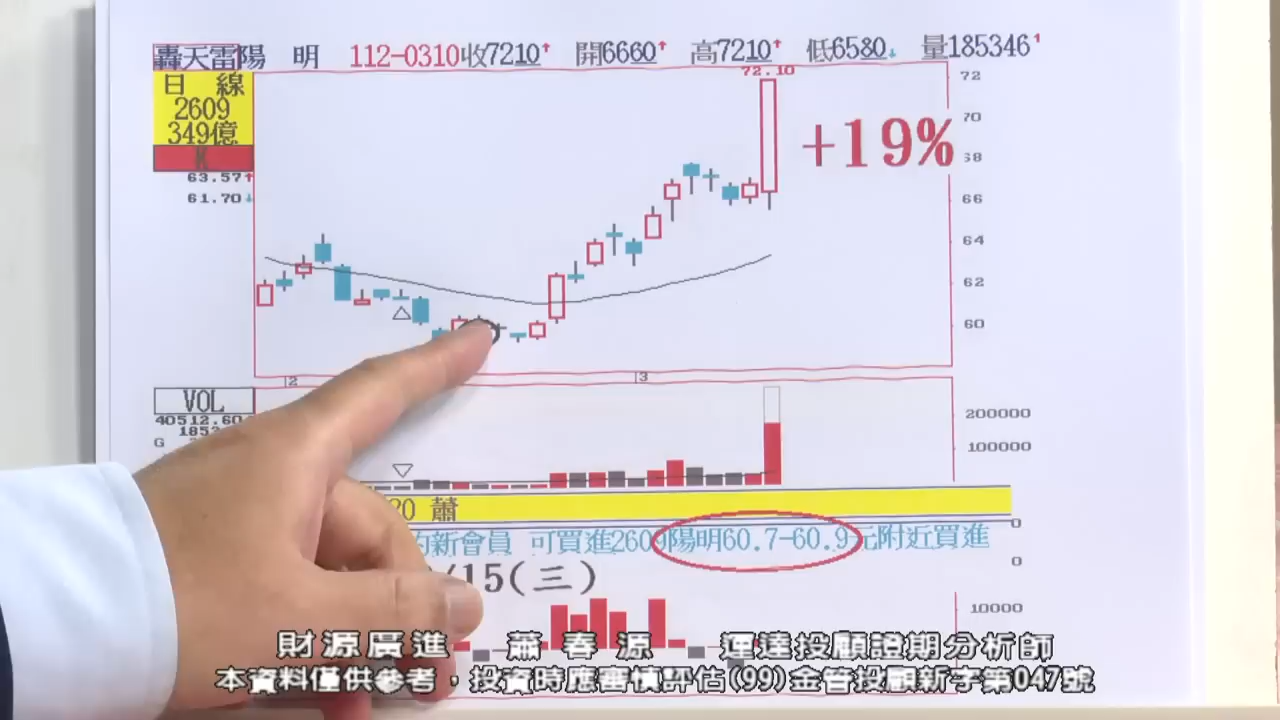 轟天雷陽 明 112-0310收7210↑ 開6660↑ 高7210↑ 低6580↓ 量185346↑
日 線
2609
349億
K
63.57↑
61.70↓
72.10
+19%
72
70
68
66
64
62
60
2
3
VOL
40512.60
200000
100000
20 蕭
新會員 可買進2609陽明60.7-60.9元附近買進
/15(三)
0
0
10000
財源廣進 蕭春源 運達投顧證期分析師
本資料僅供參考，投資時應審慎評估(99)金管投顧新字第047號